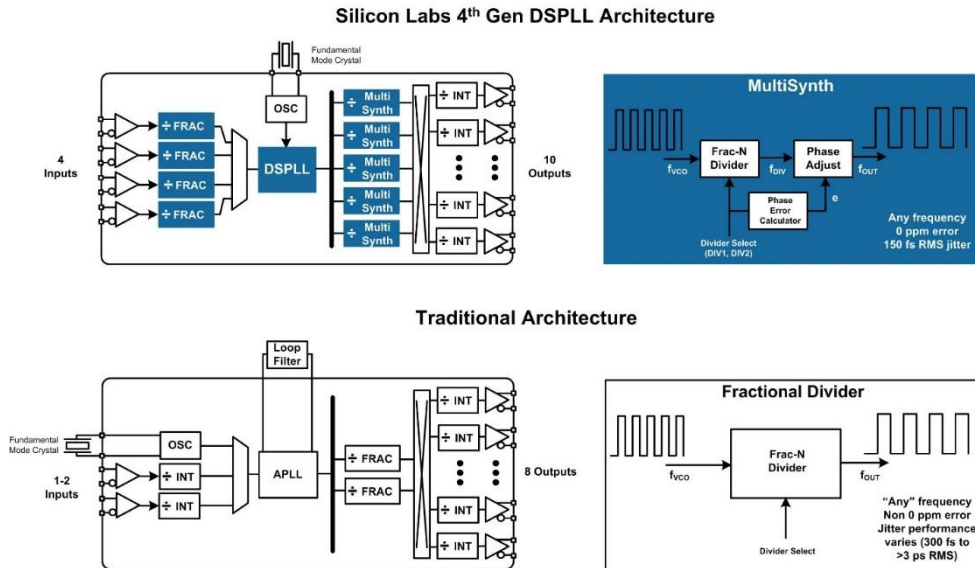 Silicon Labs 4th Gen DSPLL Architecture
Fundamental
Mode Crystal
OSC
4
Inputs
÷ FRAC
÷ FRAC
÷ FRAC
÷ FRAC
DSPLL
÷ Multi
Synth
÷ Multi
Synth
÷ Multi
Synth
÷ Multi
Synth
÷ Multi
Synth
÷ INT
÷ INT
÷ INT
÷ INT
10
Outputs
MultiSynth
fVCO
Frac-N
Divider
fDIV
Phase
Adjust
fOUT
Phase
Error
Calculator
e
Divider Select
(DIV1, DIV2)
Any frequency
0 ppm error
150 fs RMS jitter
Traditional Architecture
Loop
Filter
Fundamental
Mode Crystal
OSC
1-2
Inputs
÷ INT
÷ INT
APLL
÷ FRAC
÷ FRAC
÷ INT
÷ INT
÷ INT
÷ INT
8 Outputs
Fractional Divider
fVCO
Frac-N
Divider
fOUT
Divider Select
“Any” frequency
Non 0 ppm error
Jitter performance
varies (300 fs to
>3 ps RMS)